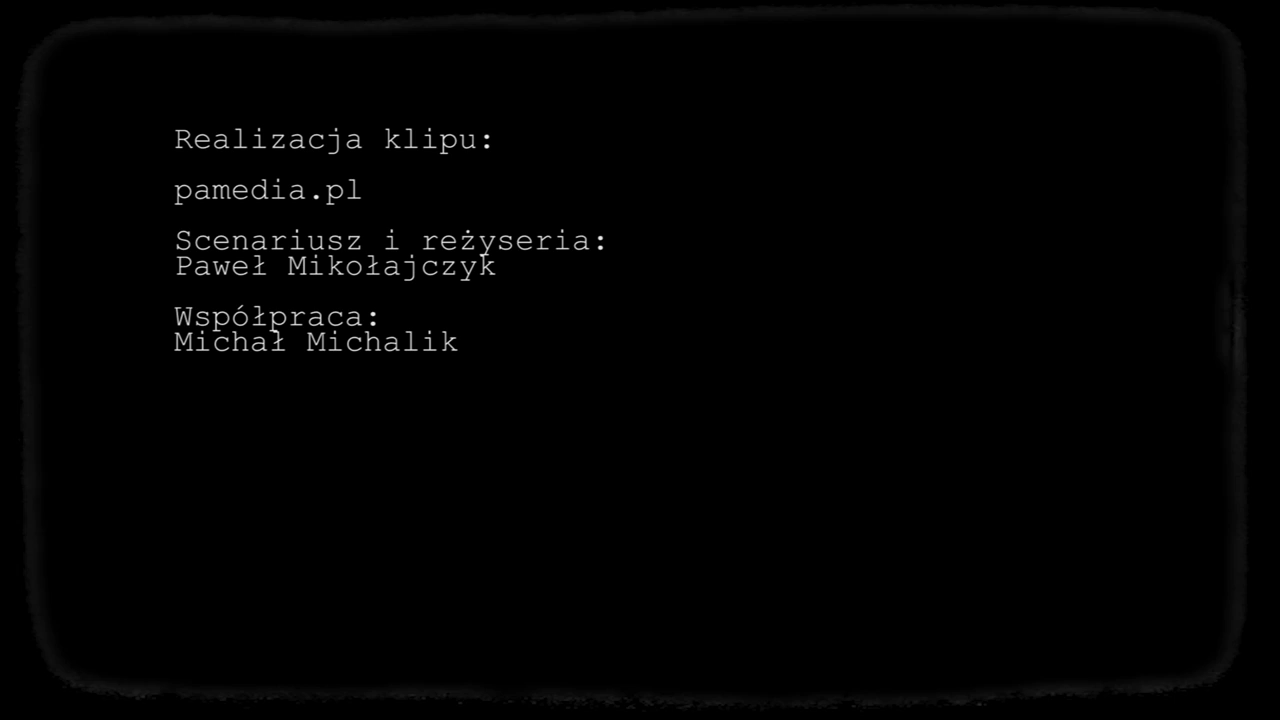 Realizacja klipu:
pamedia.pl
Scenariusz i reżyseria:
Paweł Mikołajczyk
Współpraca:
Michał Michalik